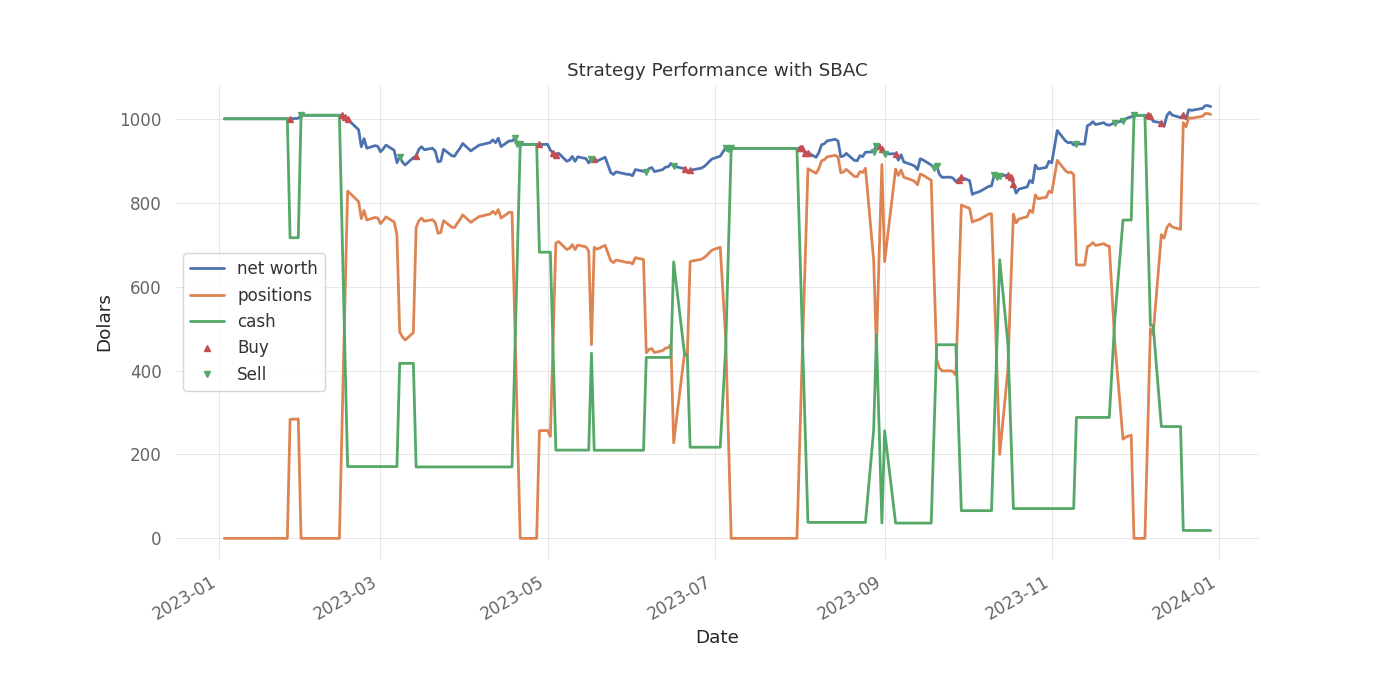 Strategy Performance with SBAC
Dolars
1000
800
600
400
200
0
net worth
positions
cash
Buy
Sell
2023-01
2023-03
2023-05
2023-07
2023-09
2023-11
2024-01
Date